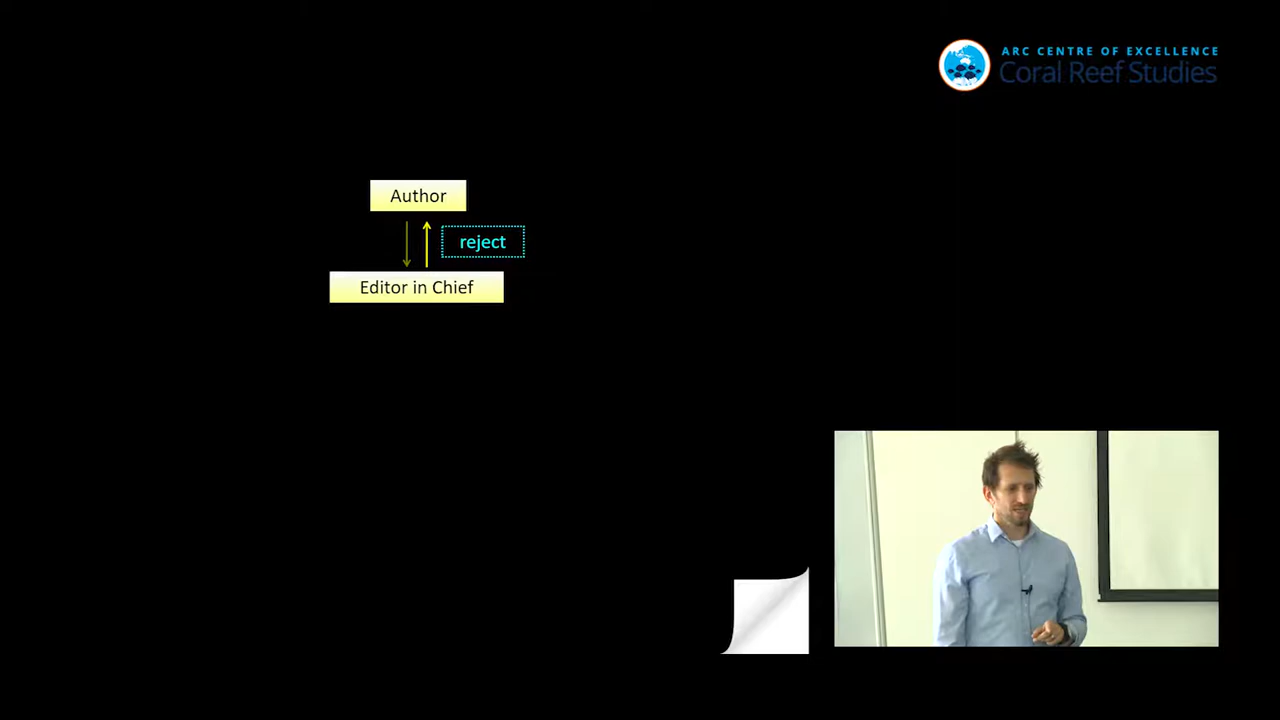 ARC CENTRE OF EXCELLENCE
Coral Reef Studies
Author
reject
Editor in Chief